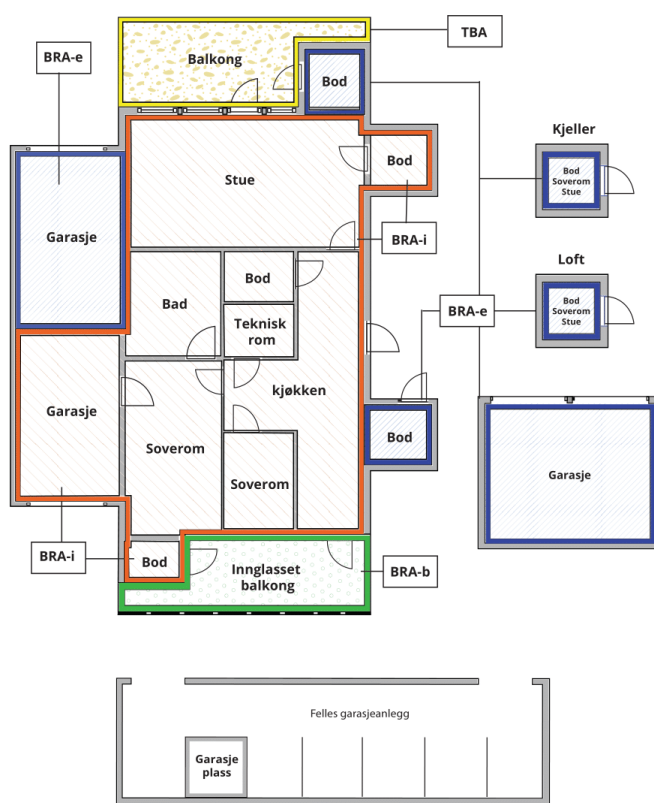 TBA
BRA-e
Balkong
Bod
Kjeller
Bod
Soverom
Stue
Bod
Stue
Garasje
BRA-i
Loft
Bod
Soverom
Stue
Bod
Bad
Teknisk
rom
BRA-e
kjøkken
Garasje
Bod
Soverom
Soverom
Garasje
BRA-i
Bod
Innglasset
balkong
BRA-b
Felles garasjeanlegg
Garasje
plass